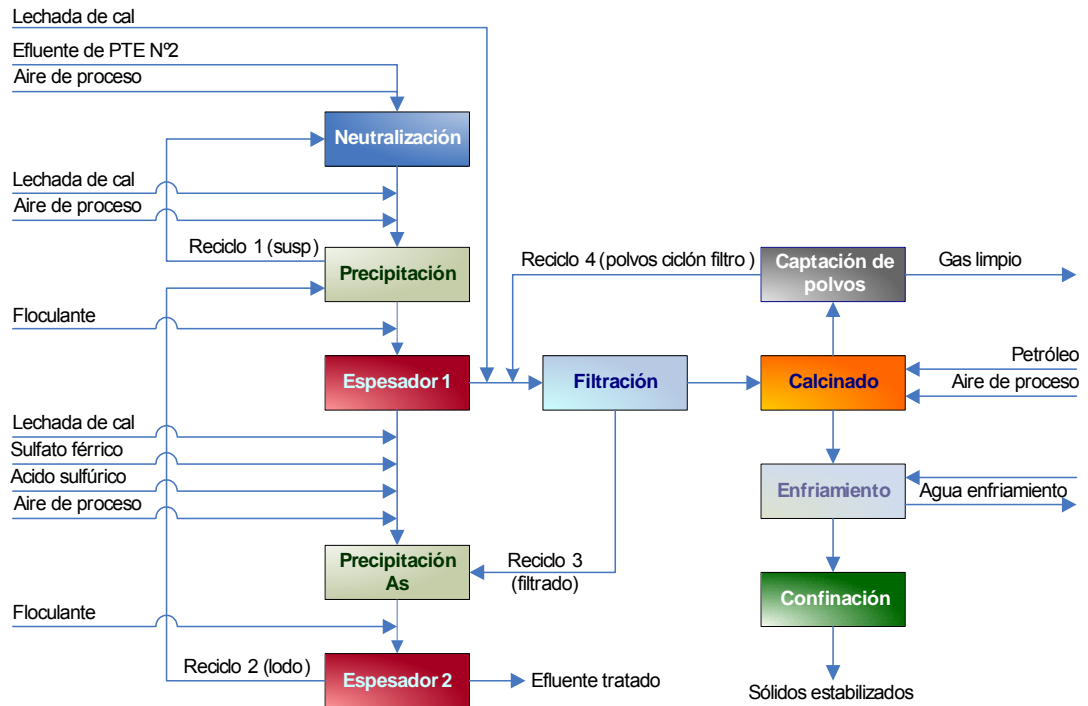 Lechada de cal
Efluente de PTE Nº2
Aire de proceso
Neutralización
Lechada de cal
Aire de proceso
Reciclo 1 (susp)
Precipitación
Reciclo 4 (polvos ciclón filtro )
Captación de
polvos
Gas limpio
Floculante
Espesador 1
Filtración
Calcinado
Petróleo
Aire de proceso
Lechada de cal
Sulfato férrico
Acido sulfúrico
Aire de proceso
Enfriamiento
Agua enfriamiento
Precipitación
As
Reciclo 3
(filtrado)
Confinación
Floculante
Reciclo 2 (lodo)
Espesador 2
Efluente tratado
Sólidos estabilizados